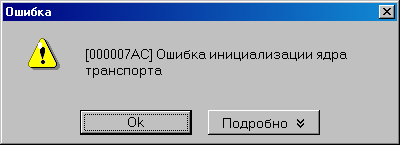 Ошибка
[000007AC] Ошибка инициализации ядра
транспорта
Ok
Подробно